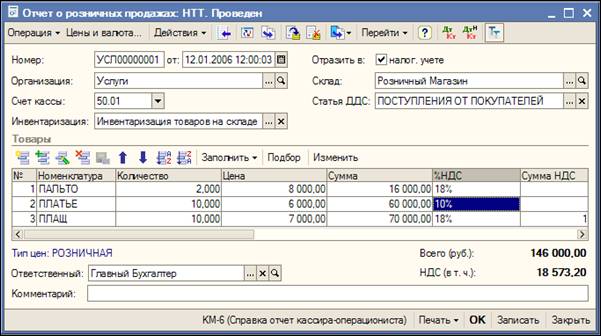 Отчет о розничных продажах: НТТ. Проведен
Операция Цены и валюта... Действия Перейти ? Дт Кт Дт Кт Н Тт
Номер: УСП00000001 от: 12.01.2006 12:00:03 Отразить в: налог. учете
Организация: Услуги ... Склад: Розничный Магазин ...
Счет кассы: 50.01 Статья ДДС: ПОСТУПЛЕНИЯ ОТ ПОКУПАТЕЛЕЙ ... x
Инвентаризация: Инвентаризация товаров на складе ... x
Товары
Заполнить Подбор Изменить
№ Номенклатура Количество Цена Сумма %НДС Сумма НДС
1 ПАЛЬТО 2,000 8 000,00 16 000,00 18%
2 ПЛАТЬЕ 10,000 6 000,00 60 000,00 10%
3 ПЛАЩ 10,000 7 000,00 70 000,00 18% 1
Тип цен: РОЗНИЧНАЯ Всего (руб.): 146 000,00
Ответственный: Главный Бухгалтер ... x НДС (в т. ч.): 18 573,20
Комментарий:
КМ-6 (Справка отчет кассира-операциониста) Печать OK Записать Закрыть